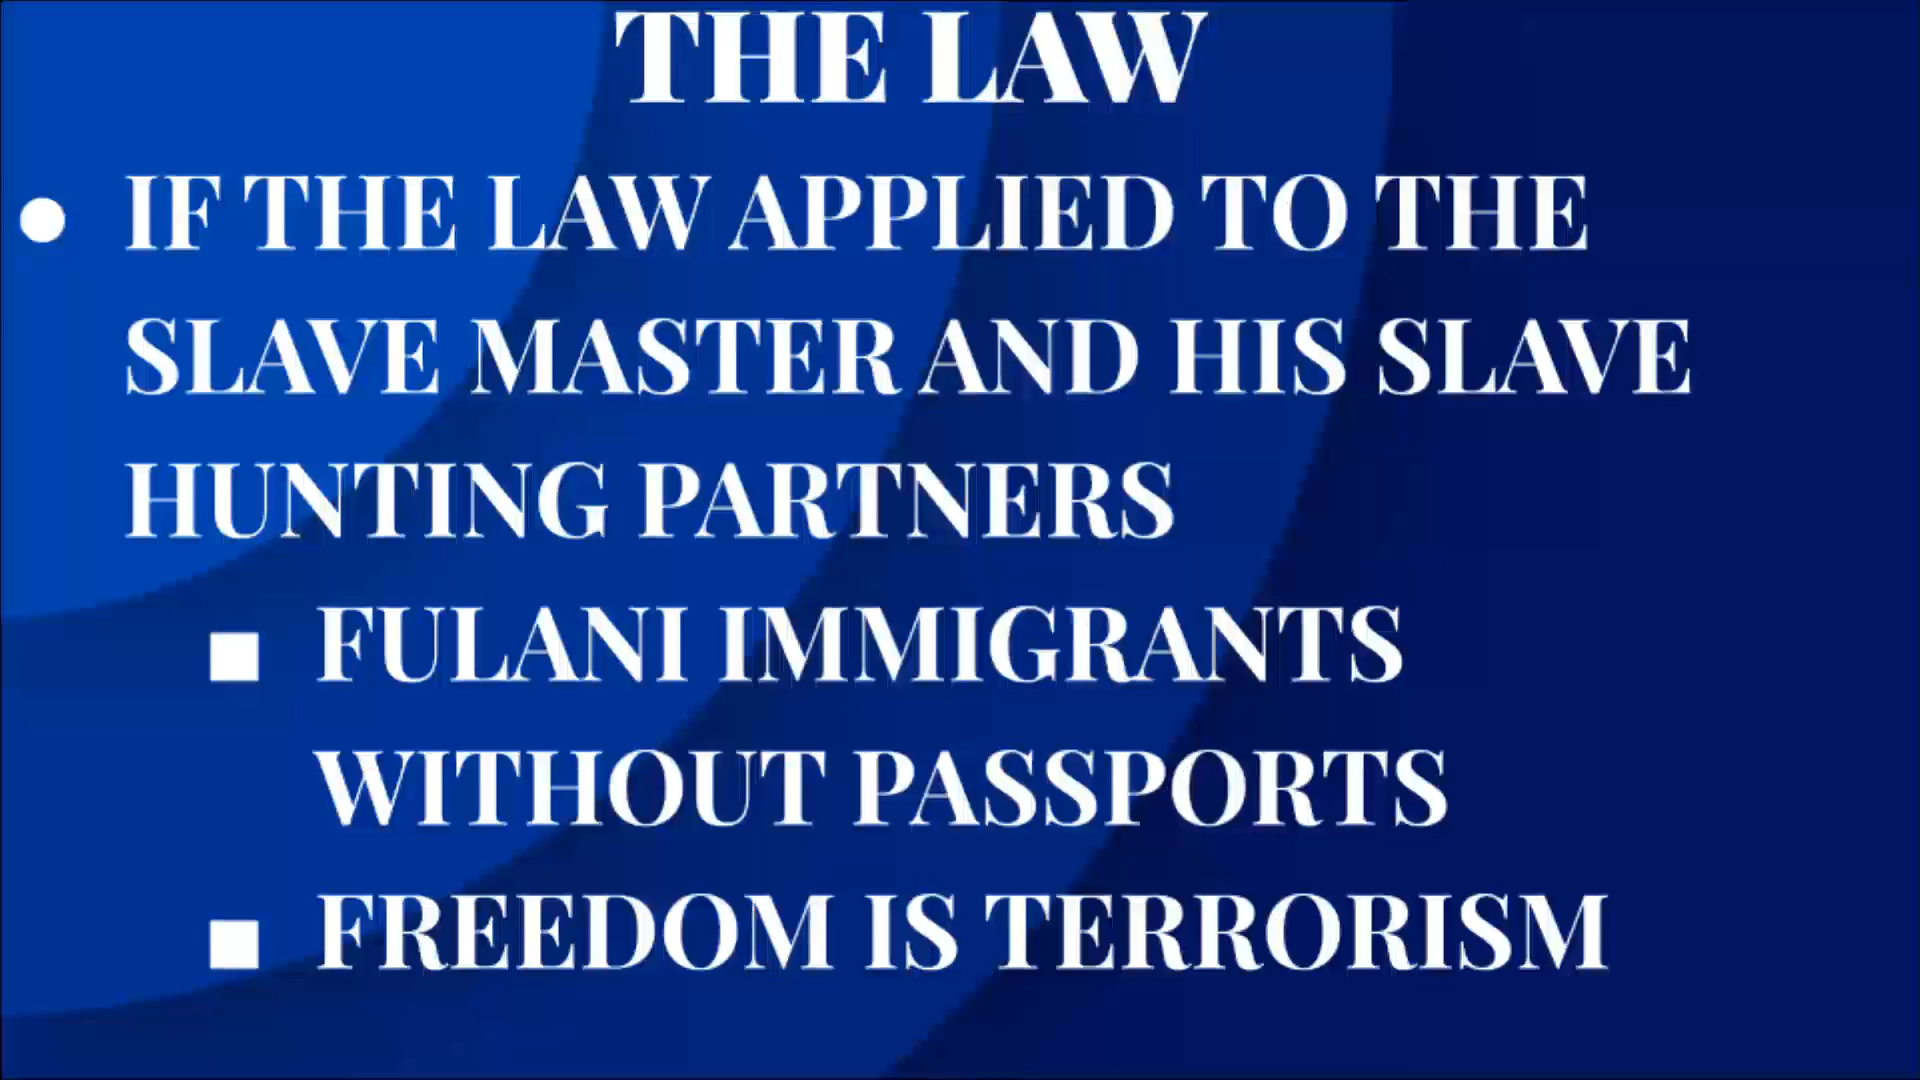 THE LAW
● IF THE LAW APPLIED TO THE
SLAVE MASTER AND HIS SLAVE
HUNTING PARTNERS
■ FULANI IMMIGRANTS
WITHOUT PASSPORTS
■ FREEDOM IS TERRORISM